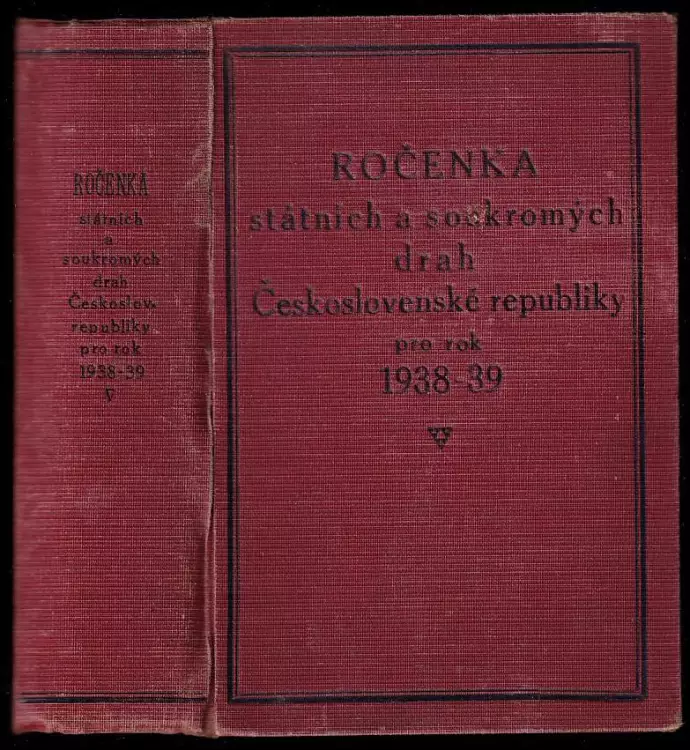 ROČENKA
státních
a
soukromých
drah
Českoslov.
republiky
pro rok
1938-39
ROČENKA
státních a soukromých
drah
Československé republiky
pro rok
1938-39